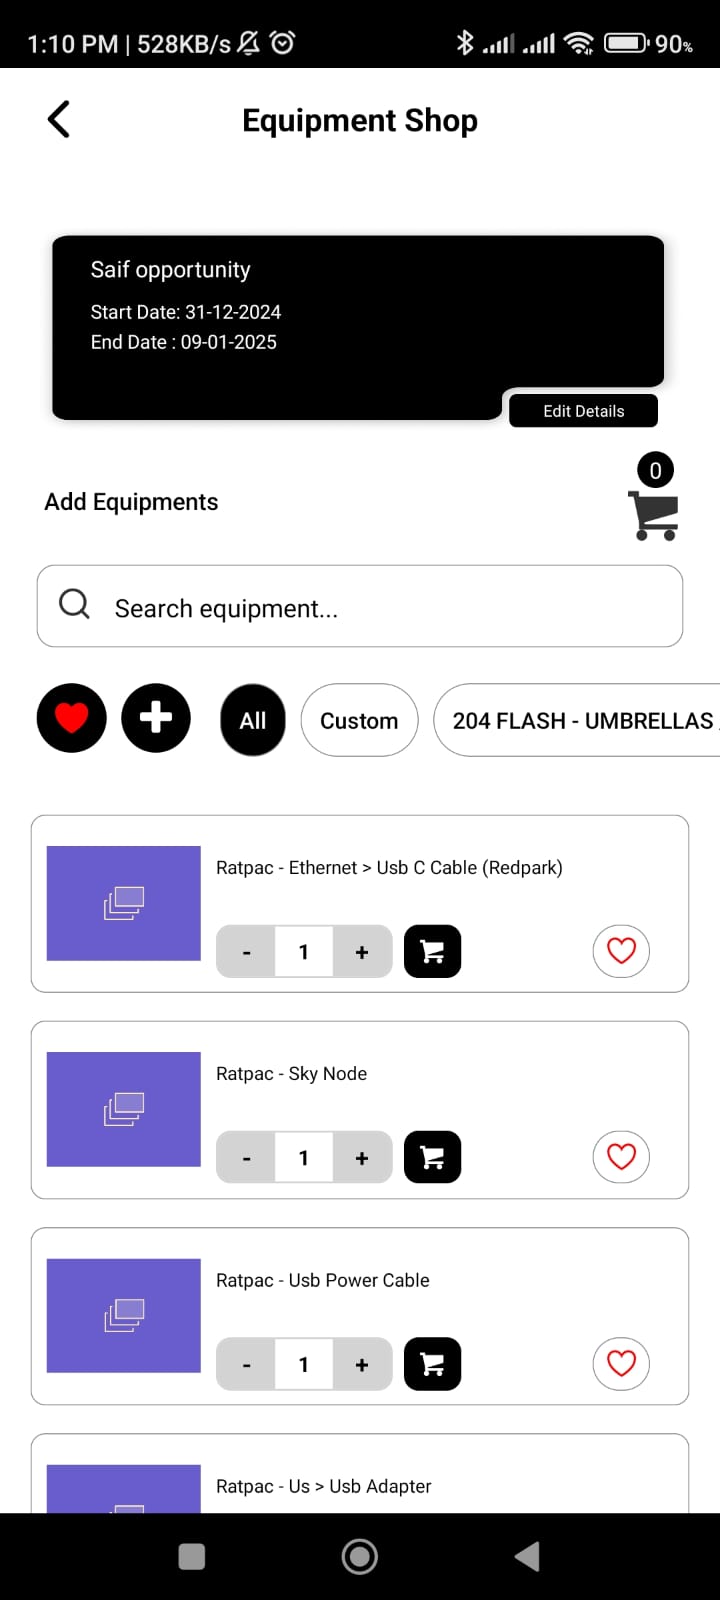 1:10 PM | 528KB/s 90%
Equipment Shop
Saif opportunity
Start Date: 31-12-2024
End Date : 09-01-2025
Edit Details
0
Add Equipments
Search equipment...
All Custom 204 FLASH - UMBRELLAS
Ratpac - Ethernet > Usb C Cable (Redpark)
- 1 +
Ratpac - Sky Node
- 1 +
Ratpac - Usb Power Cable
- 1 +
Ratpac - Us > Usb Adapter